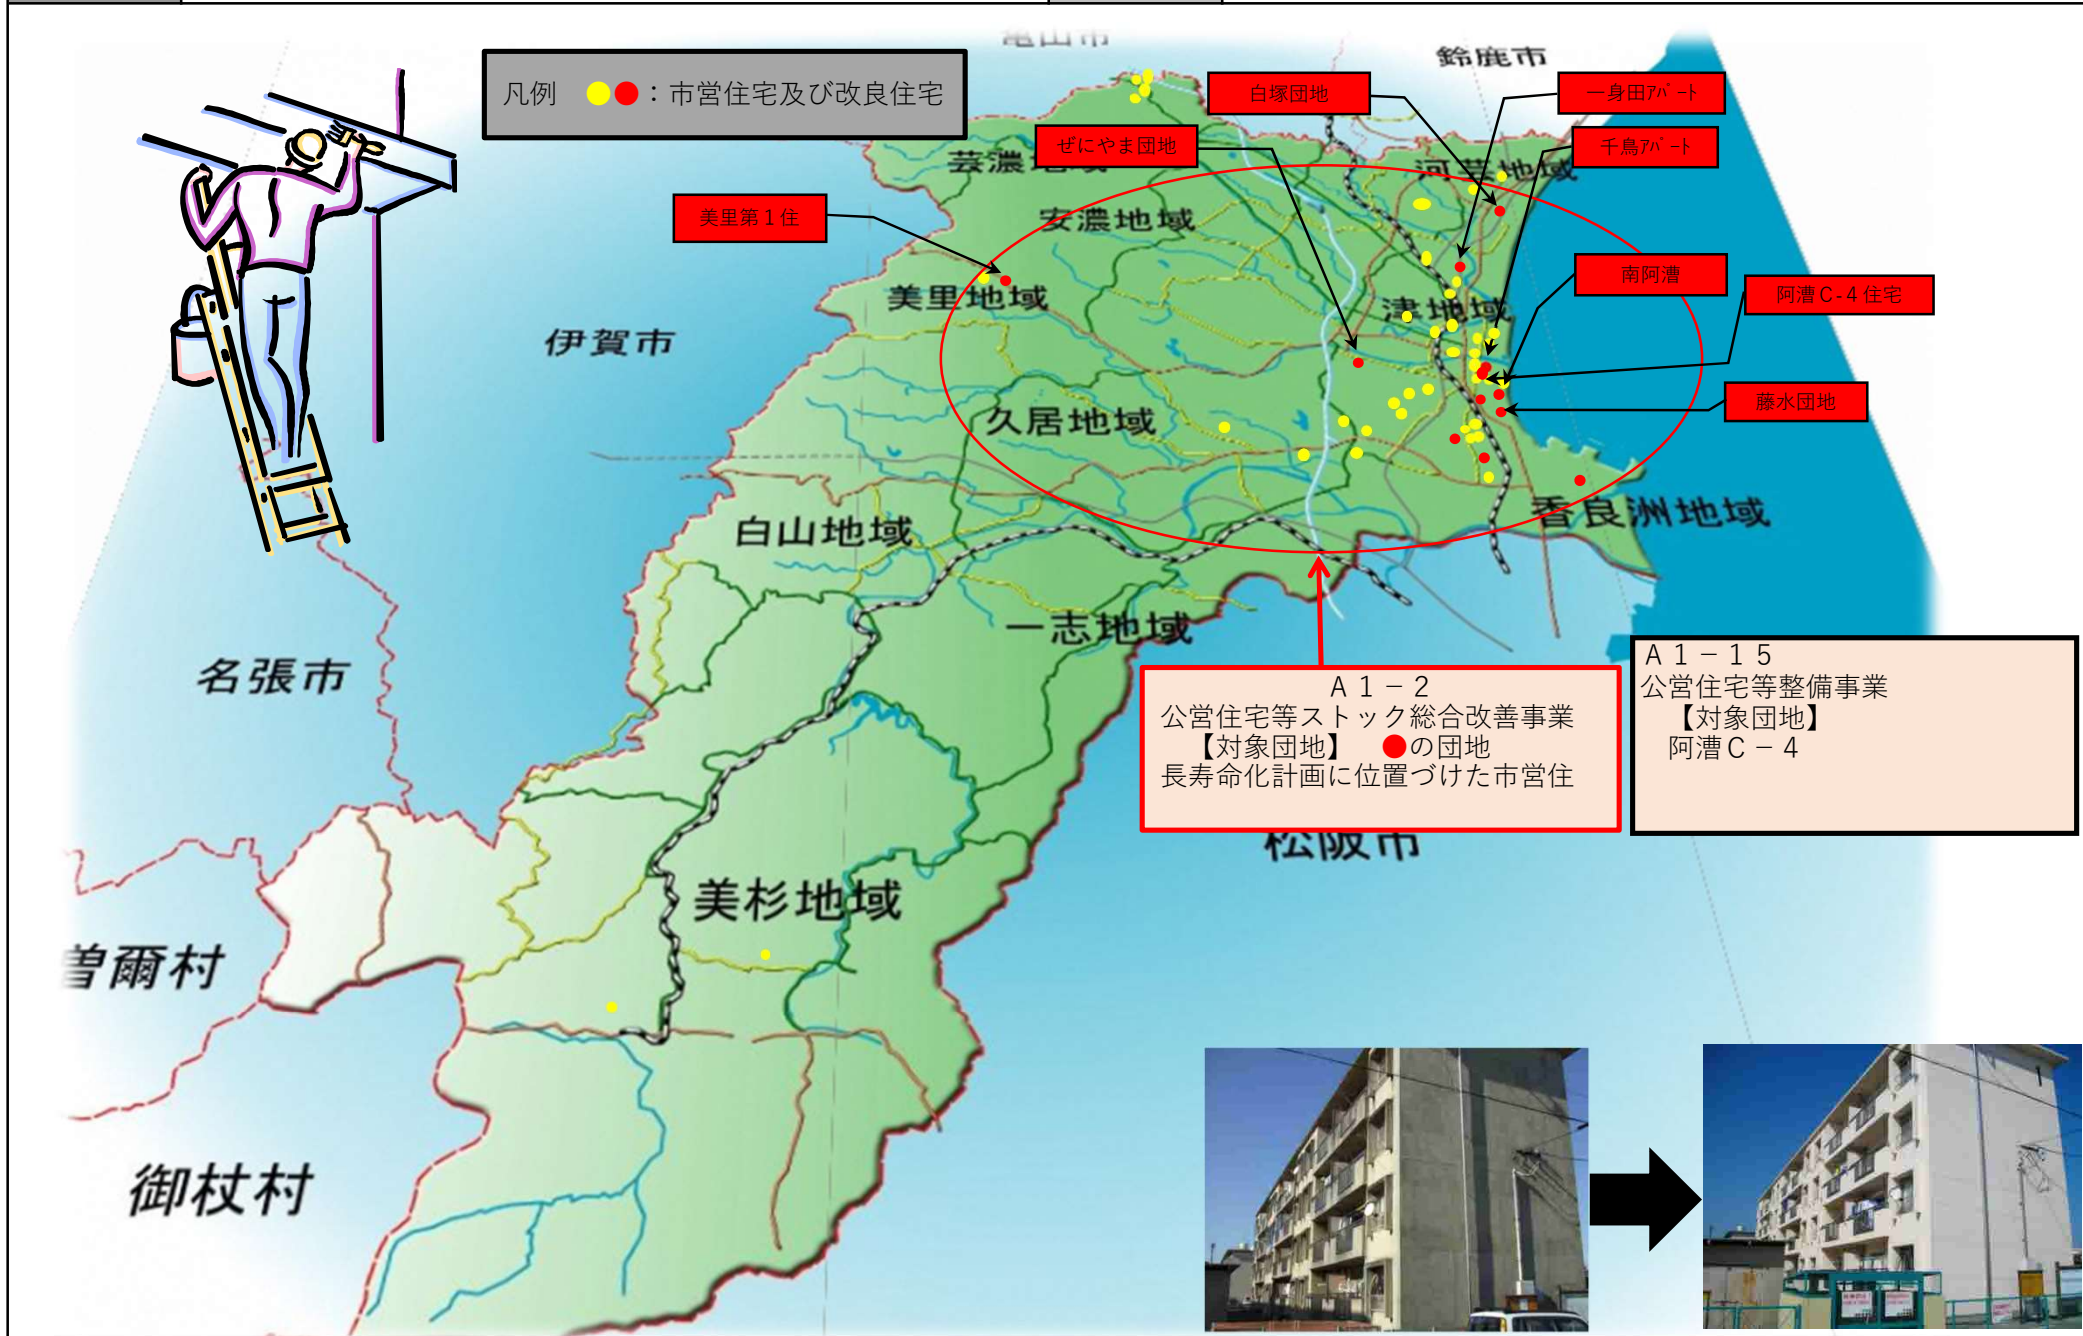 亀山市
鈴鹿市
凡例　●●：市営住宅及び改良住宅
白塚団地
一身田ｱﾊﾟｰﾄ
ぜにやま団地
千鳥ｱﾊﾟｰﾄ
芸濃地域
河芸地域
美里第１住
安濃地域
南阿漕
阿漕Ｃ-４住宅
美里地域
津地域
伊賀市
藤水団地
久居地域
香良洲地域
白山地域
一志地域
名張市
Ａ１－２
公営住宅等ストック総合改善事業
【対象団地】　●の団地
長寿命化計画に位置づけた市営住
Ａ１－１５
公営住宅等整備事業
【対象団地】
阿漕Ｃ－４
松阪市
美杉地域
曽爾村
御杖村